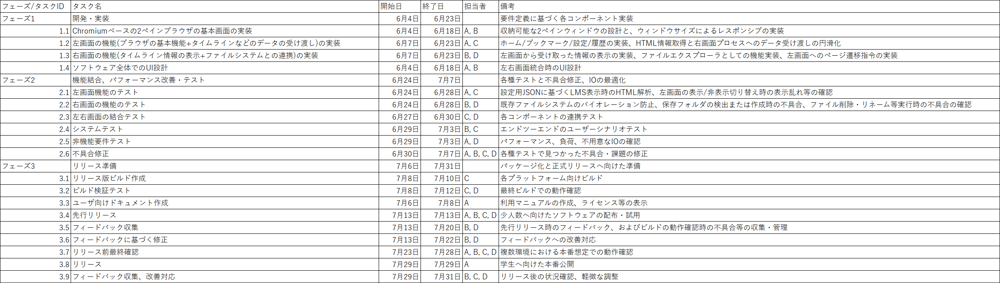 フェーズ/タスクID タスク名 開始日 終了日 担当者 備考
フェーズ1 開発・実装 6月4日 6月23日 要件定義に基づく各コンポーネント実装
1.1 Chromiumベースの2ペインブラウザの基本画面の実装 6月4日 6月18日 A, B 収納可能な2ペインウィンドウの設計と、ウィンドウサイズによるレスポンシブの実装
1.2 左画面の機能(ブラウザの基本機能+タイムラインなどのデータの受け渡し)の実装 6月7日 6月23日 A, C ホーム/ブックマーク/設定/履歴の実装、HTML情報取得と右画面プロセスへのデータ受け渡しの円滑化
1.3 右画面の機能(タイムライン情報の表示+ファイルシステムとの連携)の実装 6月7日 6月23日 B, D 左画面から受け取った情報の表示の実装、ファイルエクスプローラとしての機能実装、左画面へのページ遷移指令の実装
1.4 ソフトウェア全体でのUI設計 6月4日 6月18日 A, B 左右画面統合時のUI設計
フェーズ2 機能結合、パフォーマンス改善・テスト 6月24日 7月7日 各種テストと不具合修正、IOの最適化
2.1 左画面機能のテスト 6月24日 6月28日 A, C 設定用JSONに基づくLMS表示時のHTML解析、左画面の表示/非表示切り替え時の表示乱れ等の確認
2.2 右画面の機能のテスト 6月24日 6月28日 B, D 既存ファイルシステムのバイオレーション防止、保存フォルダの検出または作成時の不具合、ファイル削除・リネーム等実行時の不具合の確認
2.3 左右画面の結合テスト 6月27日 6月30日 C, D 各コンポーネントの連携テスト
2.4 システムテスト 6月29日 7月3日 B, C エンドツーエンドのユーザーシナリオテスト
2.5 非機能要件テスト 6月29日 7月3日 A, D パフォーマンス、負荷、不用意なIOの確認
2.6 不具合修正 6月30日 7月7日 A, B, C, D 各種テストで見つかった不具合・課題の修正
フェーズ3 リリース準備 7月6日 7月31日 パッケージ化と正式リリースへ向けた準備
3.1 リリース版ビルド作成 7月8日 7月10日 C 各プラットフォーム向けビルド
3.2 ビルド検証テスト 7月8日 7月12日 C, D 最終ビルドでの動作確認
3.3 ユーザ向けドキュメント作成 7月6日 7月8日 A 利用マニュアルの作成、ライセンス等の表示
3.4 先行リリース 7月13日 7月13日 A, B, C, D 少人数へ向けたソフトウェアの配布・試用
3.5 フィードバック収集 7月13日 7月20日 B, D 先行リリース時のフィードバック、およびビルドの動作確認時の不具合等の収集・管理
3.6 フィードバックに基づく修正 7月13日 7月22日 B, D フィードバックへの改善対応
3.7 リリース前最終確認 7月23日 7月28日 A, B, C, D 複数環境における本番想定での動作確認
3.8 リリース 7月29日 7月29日 A 学生へ向けた本番公開
3.9 フィードバック収集、改善対応 7月29日 7月31日 B, C, D リリース後の状況確認、軽微な調整